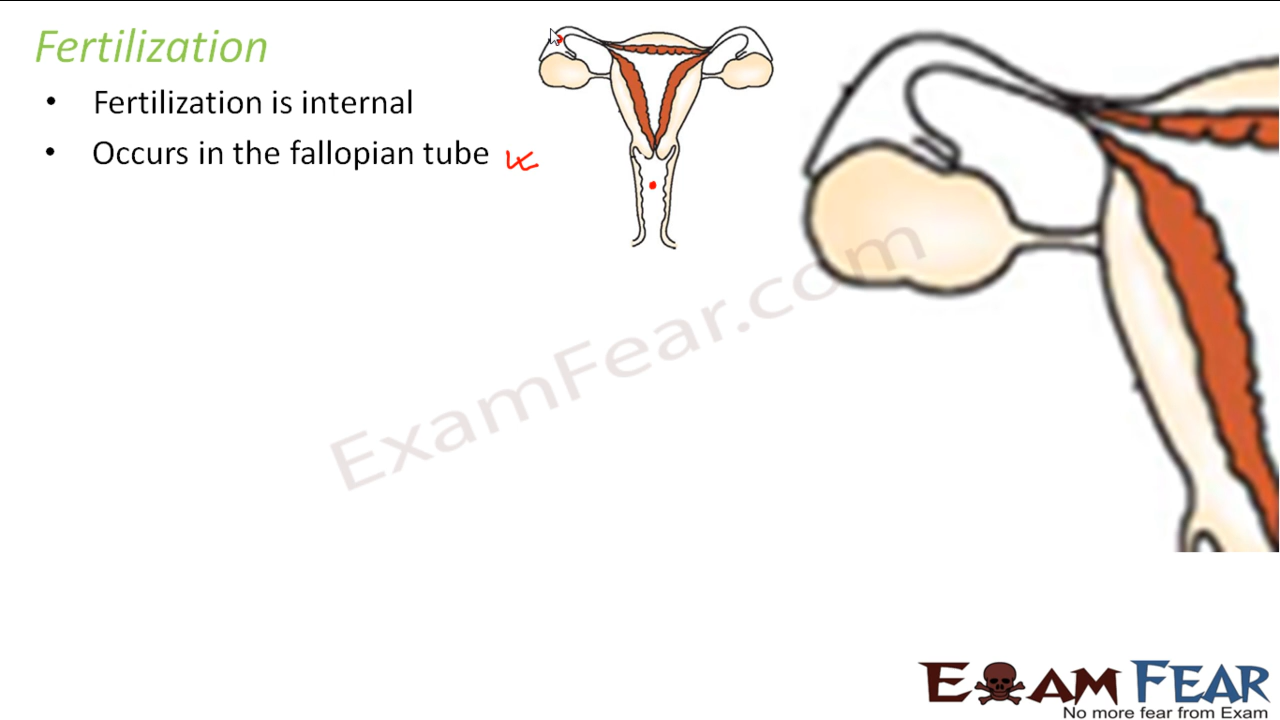 Fertilization
• Fertilization is internal
• Occurs in the fallopian tube
ExamFear.com
EXAM FEAR
No more fear from Exam